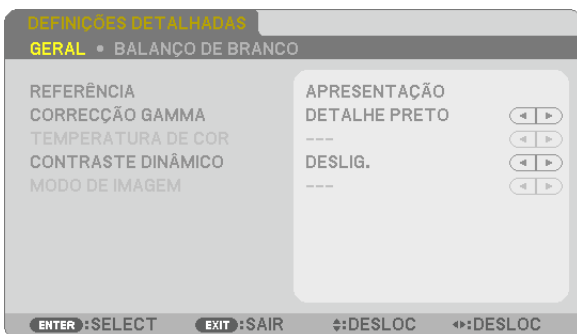 DEFINIÇÕES DETALHADAS
GERAL • BALANÇO DE BRANCO
REFERÊNCIA APRESENTAÇÃO
CORRECÇÃO GAMMA DETALHE PRETO
TEMPERATURA DE COR ---
CONTRASTE DINÂMICO DESLIG.
MODO DE IMAGEM ---
ENTER :SELECT EXIT :SAIR :DESLOC :DESLOC